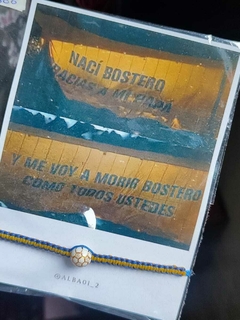 NACÍ BOSTERO
GRACIAS A MI PAPÁ
Y ME VOY A MORIR BOSTERO
COMO TODOS USTEDES
@ALBADI_2